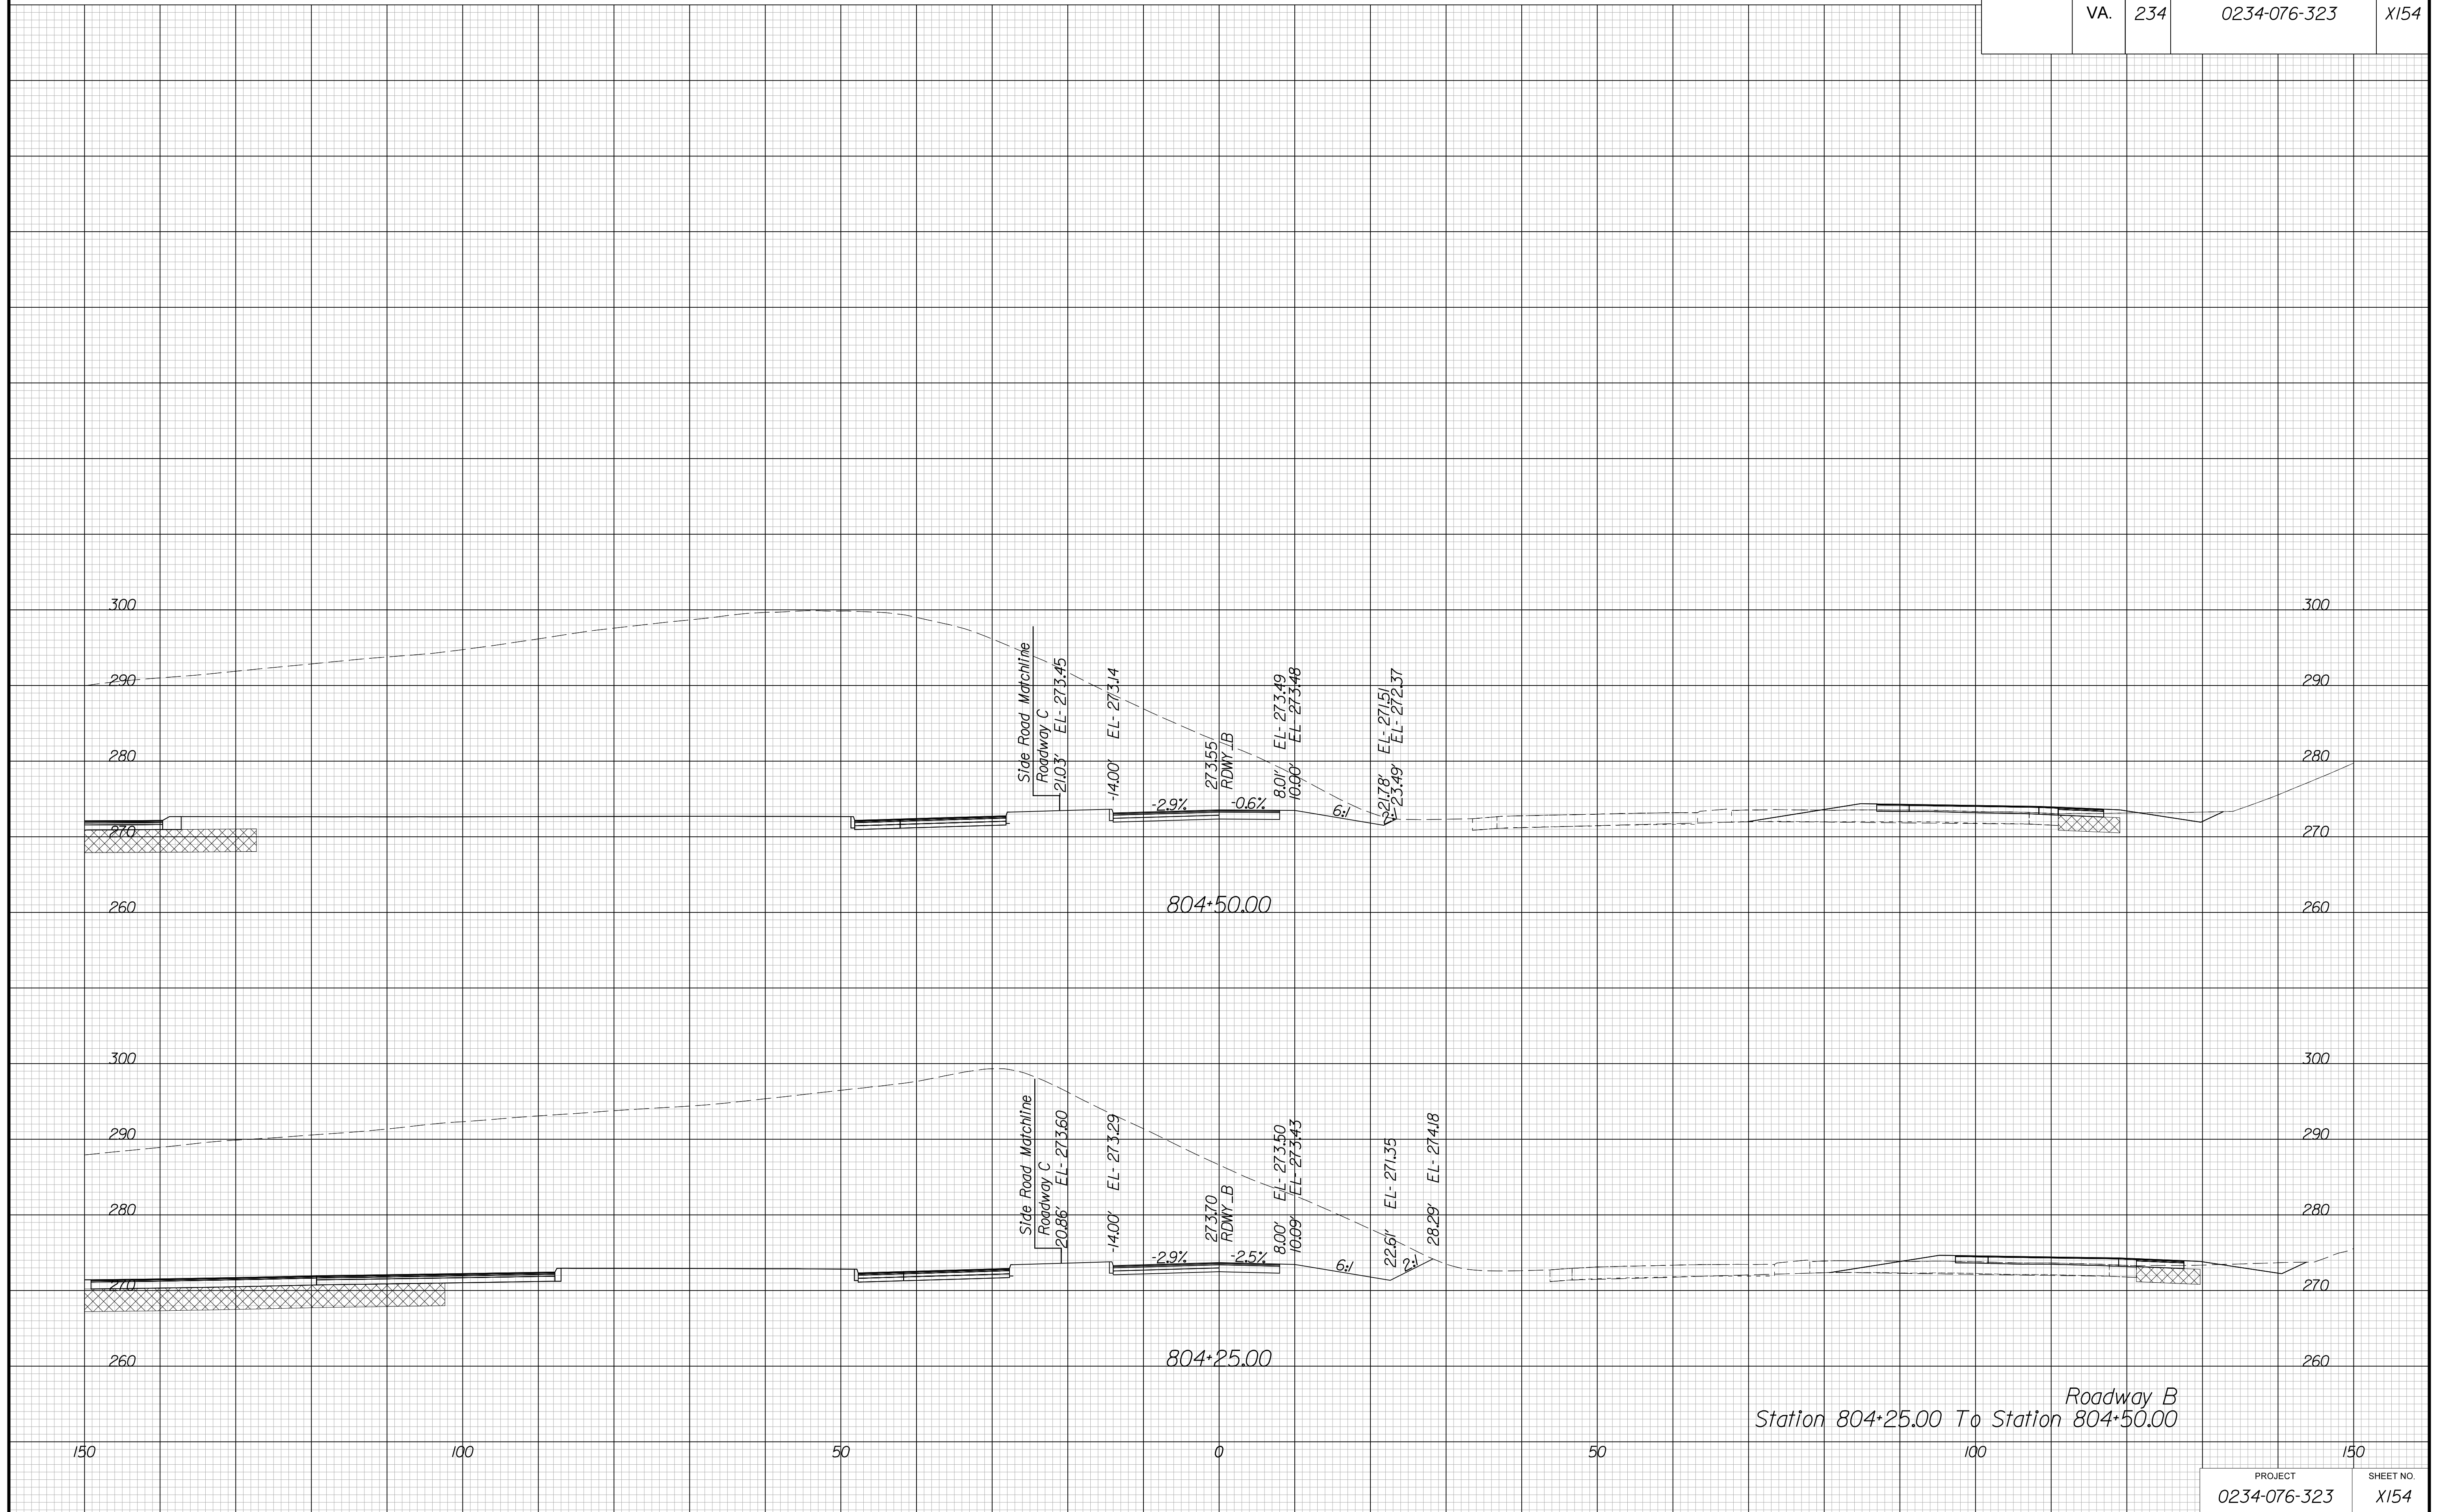 VA. 234 0234-076-323 X154
300 300
290 290
280 280
270 270
260 260
Side Road Matchline
Roadway C
21.03' EL- 273.45
-14.00' EL- 273.14
-2.9%
273.55
RDWY_B
-0.6%
8.01' EL- 273.49
10.00' EL- 273.48
6:1
21.78' EL- 271.51
2:1
23.49' EL- 272.37
804+50.00
300 300
290 290
280 280
270 270
260 260
Side Road Matchline
Roadway C
20.86' EL- 273.60
-14.00' EL- 273.29
-2.9%
273.70
RDWY_B
-2.5%
8.00' EL- 273.50
10.09' EL- 273.43
6:1
22.61' EL- 271.35
2:1
28.29' EL- 274.18
804+25.00
Roadway B
Station 804+25.00 To Station 804+50.00
150 100 50 0 50 100 150
PROJECT SHEET NO.
0234-076-323 X154